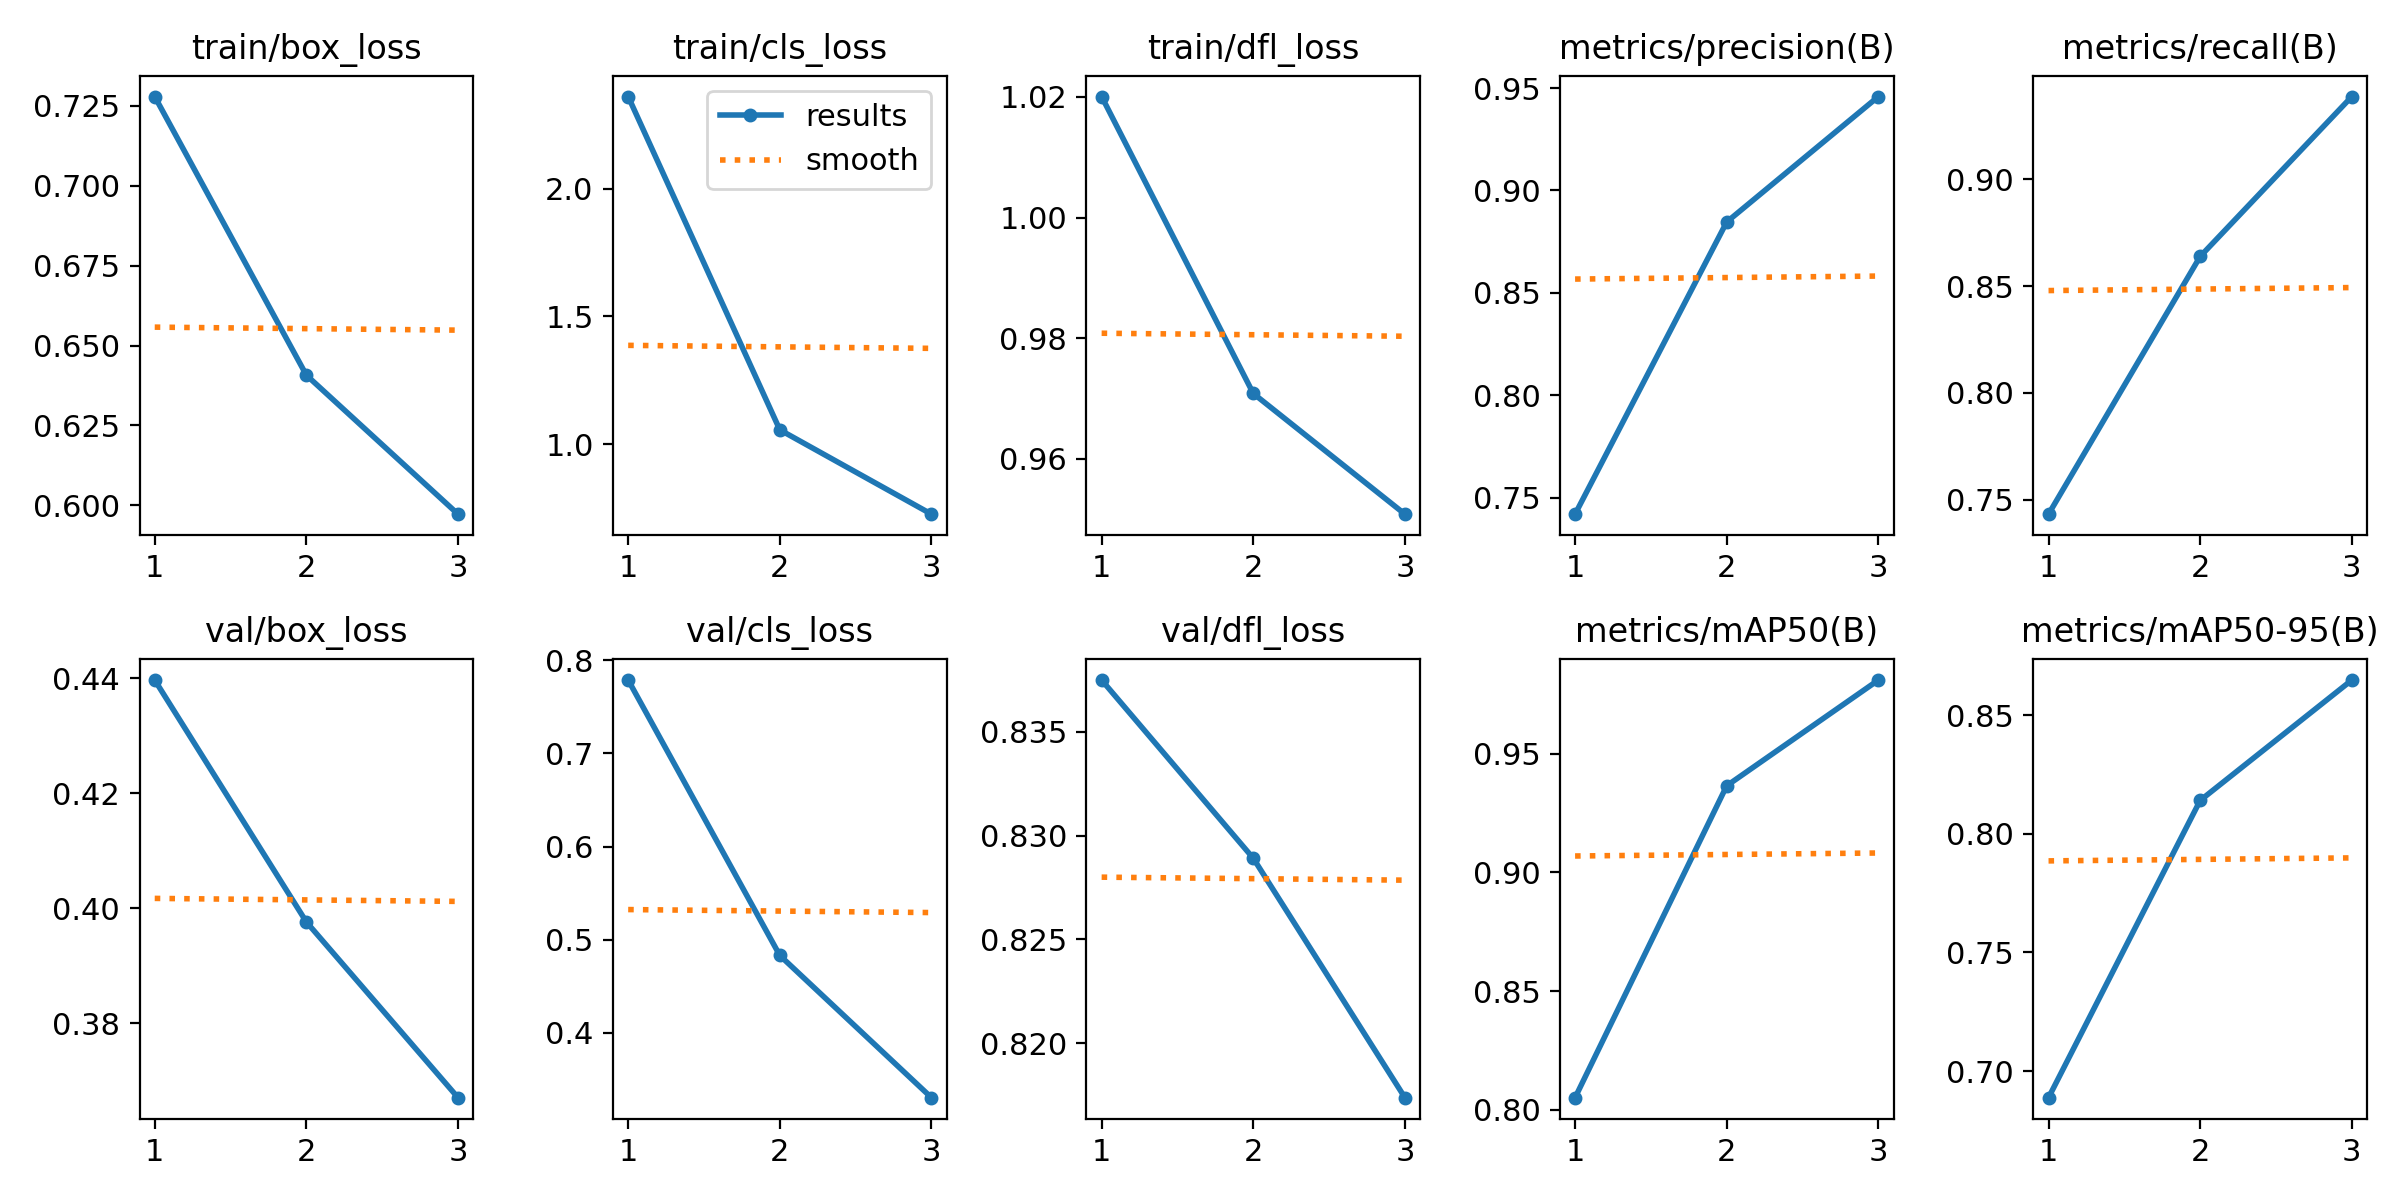 train/box_loss
0.725
0.700
0.675
0.650
0.625
0.600
1 2 3
train/cls_loss
results
smooth
2.0
1.5
1.0
1 2 3
train/dfl_loss
1.02
1.00
0.98
0.96
1 2 3
metrics/precision(B)
0.95
0.90
0.85
0.80
0.75
1 2 3
metrics/recall(B)
0.90
0.85
0.80
0.75
1 2 3
val/box_loss
0.44
0.42
0.40
0.38
1 2 3
val/cls_loss
0.8
0.7
0.6
0.5
0.4
1 2 3
val/dfl_loss
0.835
0.830
0.825
0.820
1 2 3
metrics/mAP50(B)
0.95
0.90
0.85
0.80
1 2 3
metrics/mAP50-95(B)
0.85
0.80
0.75
0.70
1 2 3